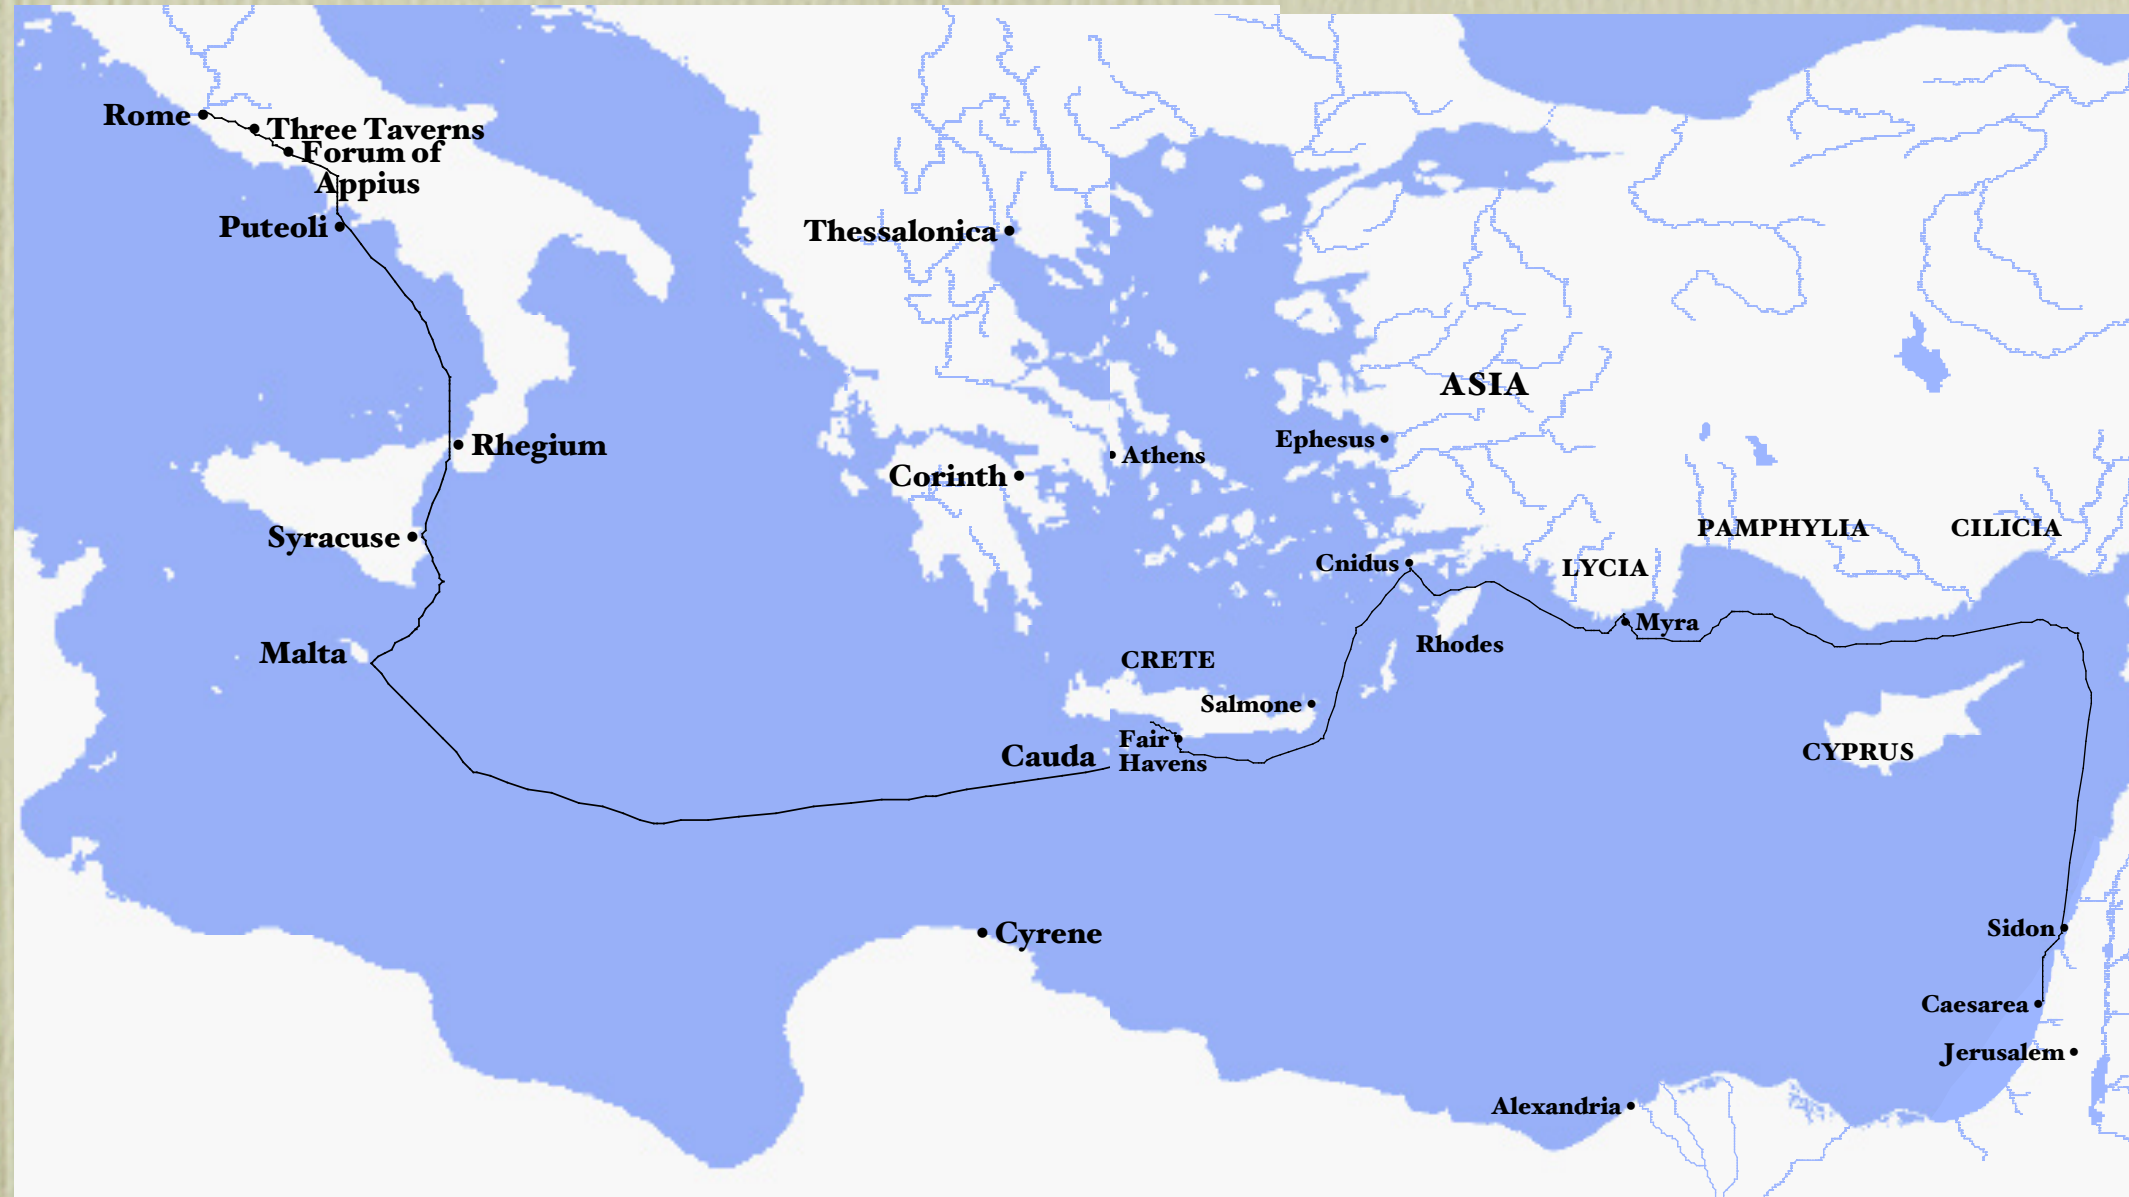 Rome
Three Taverns
Forum of
Appius
Puteoli
Thessalonica
ASIA
Ephesus
Rhegium
Athens
Corinth
Syracuse
PAMPHYLIA
CILICIA
Cnidus
LYCIA
Myra
Rhodes
Malta
CRETE
Salmone
Fair
Havens
Cauda
CYPRUS
Cyrene
Sidon
Caesarea
Jerusalem
Alexandria